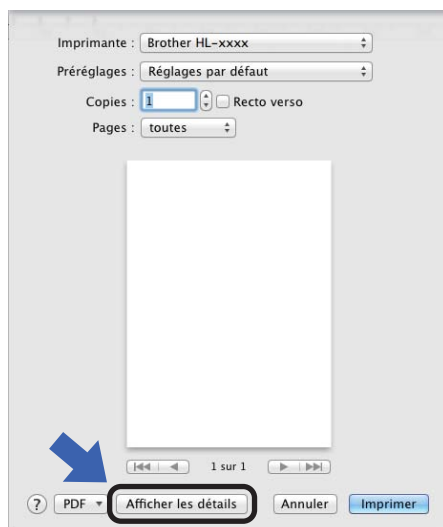 Imprimante : Brother HL-xxxx
Préréglages : Réglages par défaut
Copies : 1 Recto verso
Pages : toutes
1 sur 1
? PDF Afficher les détails Annuler Imprimer